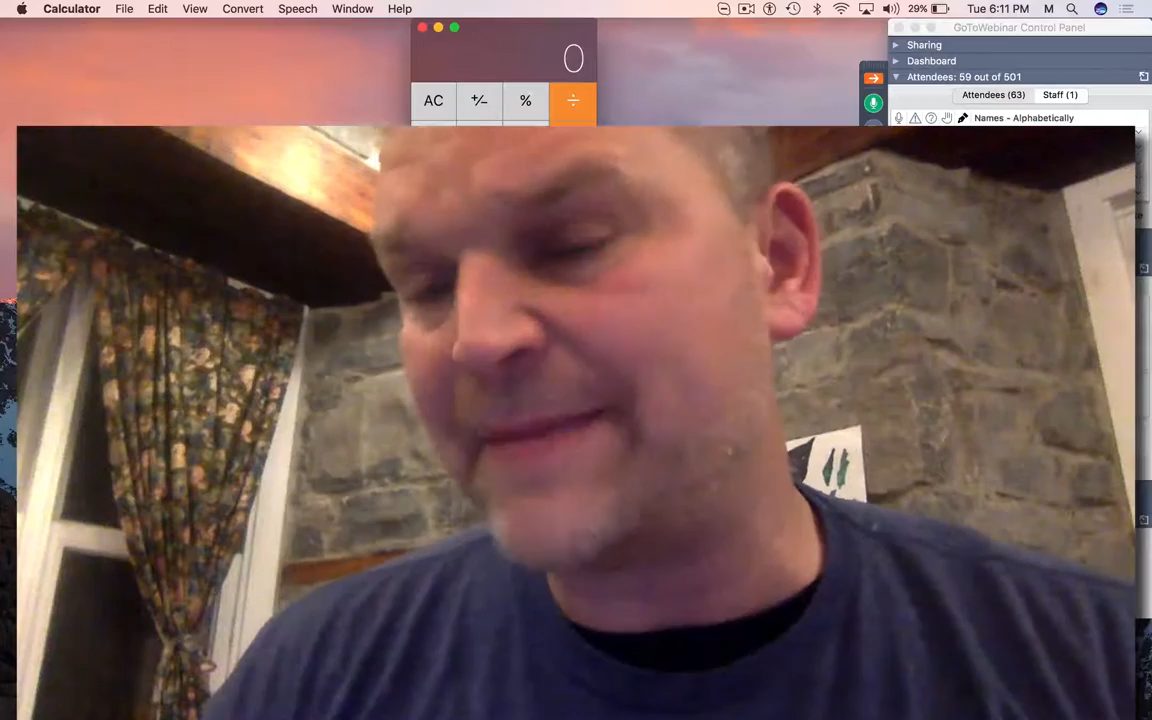 Calculator File Edit View Convert Speech Window Help 29% Tue 6:11 PM M
GoToWebinar Control Panel
Sharing
Dashboard
Attendees: 59 out of 501
Attendees (63) Staff (1)
Names - Alphabetically
0
AC +/- % ÷